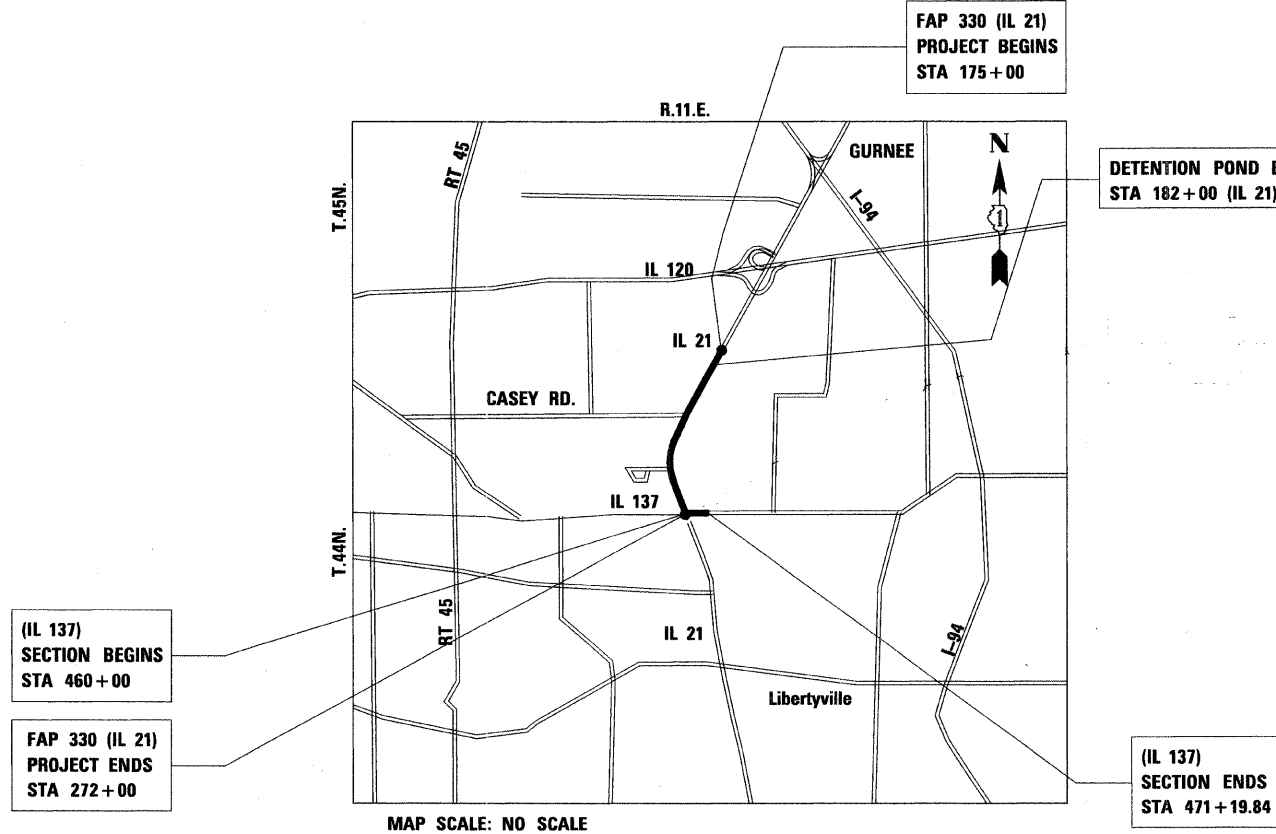 FAP 330 (IL 21)
PROJECT BEGINS
STA 175+00
R.11.E.
RT 45
GURNEE
N
DETENTION POND
STA 182+00 (IL 21)
T.45N.
I-94
1
IL 120
IL 21
CASEY RD.
IL 137
T.44N.
(IL 137)
SECTION BEGINS
STA 460+00
RT 45
IL 21
I-94
Libertyville
FAP 330 (IL 21)
PROJECT ENDS
STA 272+00
(IL 137)
SECTION ENDS
STA 471+19.84
MAP SCALE: NO SCALE